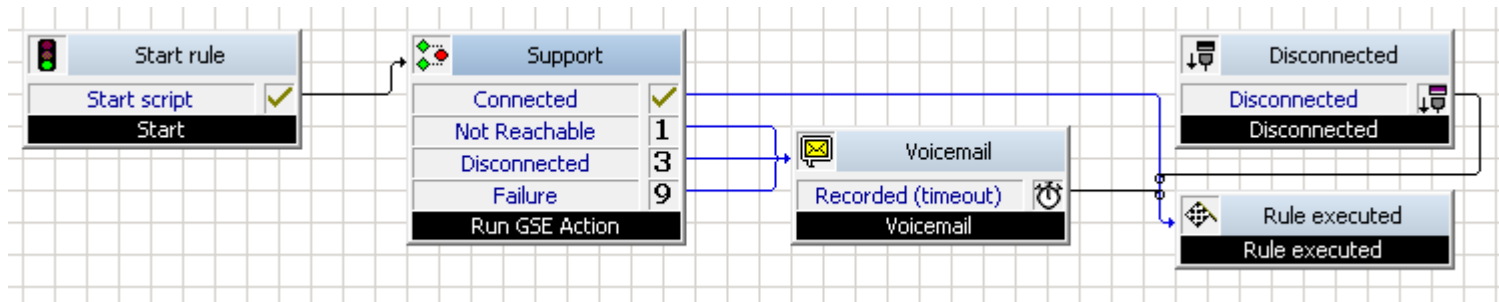 Start rule
Start script
Start
Support
Connected
Not Reachable
1
Disconnected
3
Failure
9
Run GSE Action
Voicemail
Recorded (timeout)
Voicemail
Disconnected
Disconnected
Disconnected
Rule executed
Rule executed